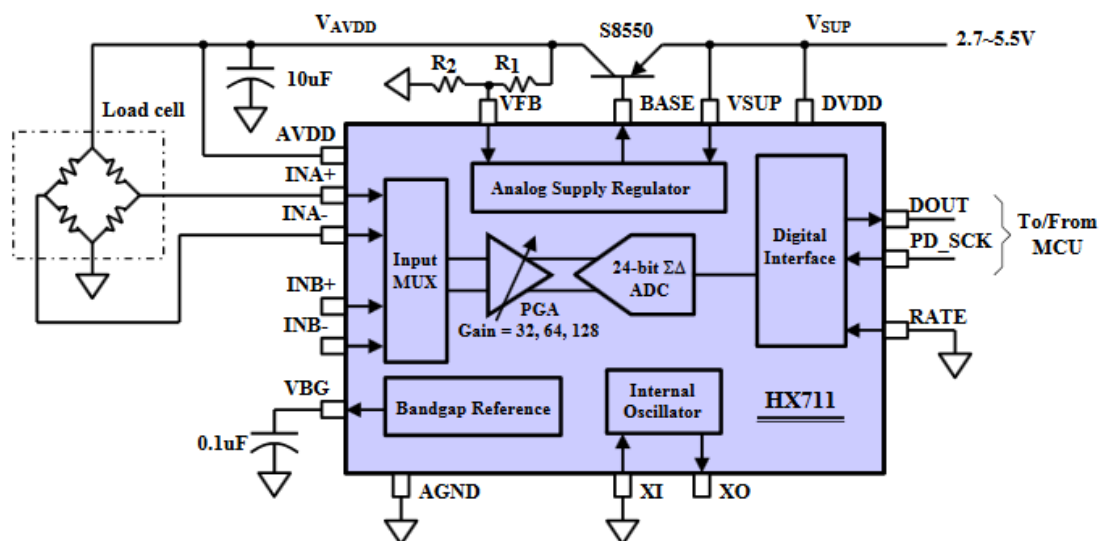 V_AVDD
S8550
V_SUP
2.7~5.5V
10uF
R2
R1
Load cell
VFB
BASE
VSUP
DVDD
AVDD
INA+
INA-
INB+
INB-
VBG
0.1uF
Analog Supply Regulator
Input
MUX
PGA
Gain = 32, 64, 128
24-bit ΣΔ
ADC
Digital
Interface
DOUT
PD_SCK
To/From
MCU
RATE
Bandgap Reference
Internal
Oscillator
HX711
AGND
XI
XO